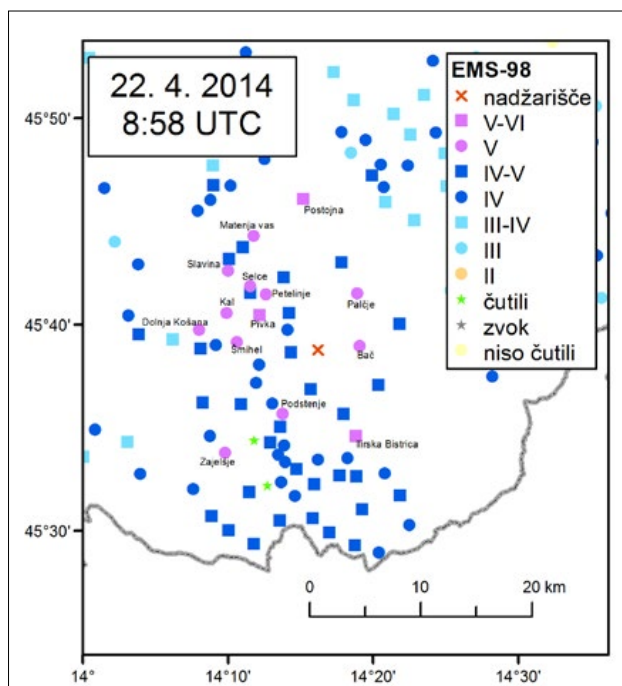 22. 4. 2014
8:58 UTC
EMS-98
nadžarišče
V-VI
V
IV-V
IV
III-IV
III
II
čutili
zvok
niso čutili
45°50'
45°40'
45°30'
Postojna
Matenja vas
Slavina
Selce
Petelinje
Palčje
Kal
Pivka
Dolnja Košana
Šmihel
Bač
Podstenje
Ilirska Bistrica
Zajelšje
0 10 20 km
14° 14°10' 14°20' 14°30'